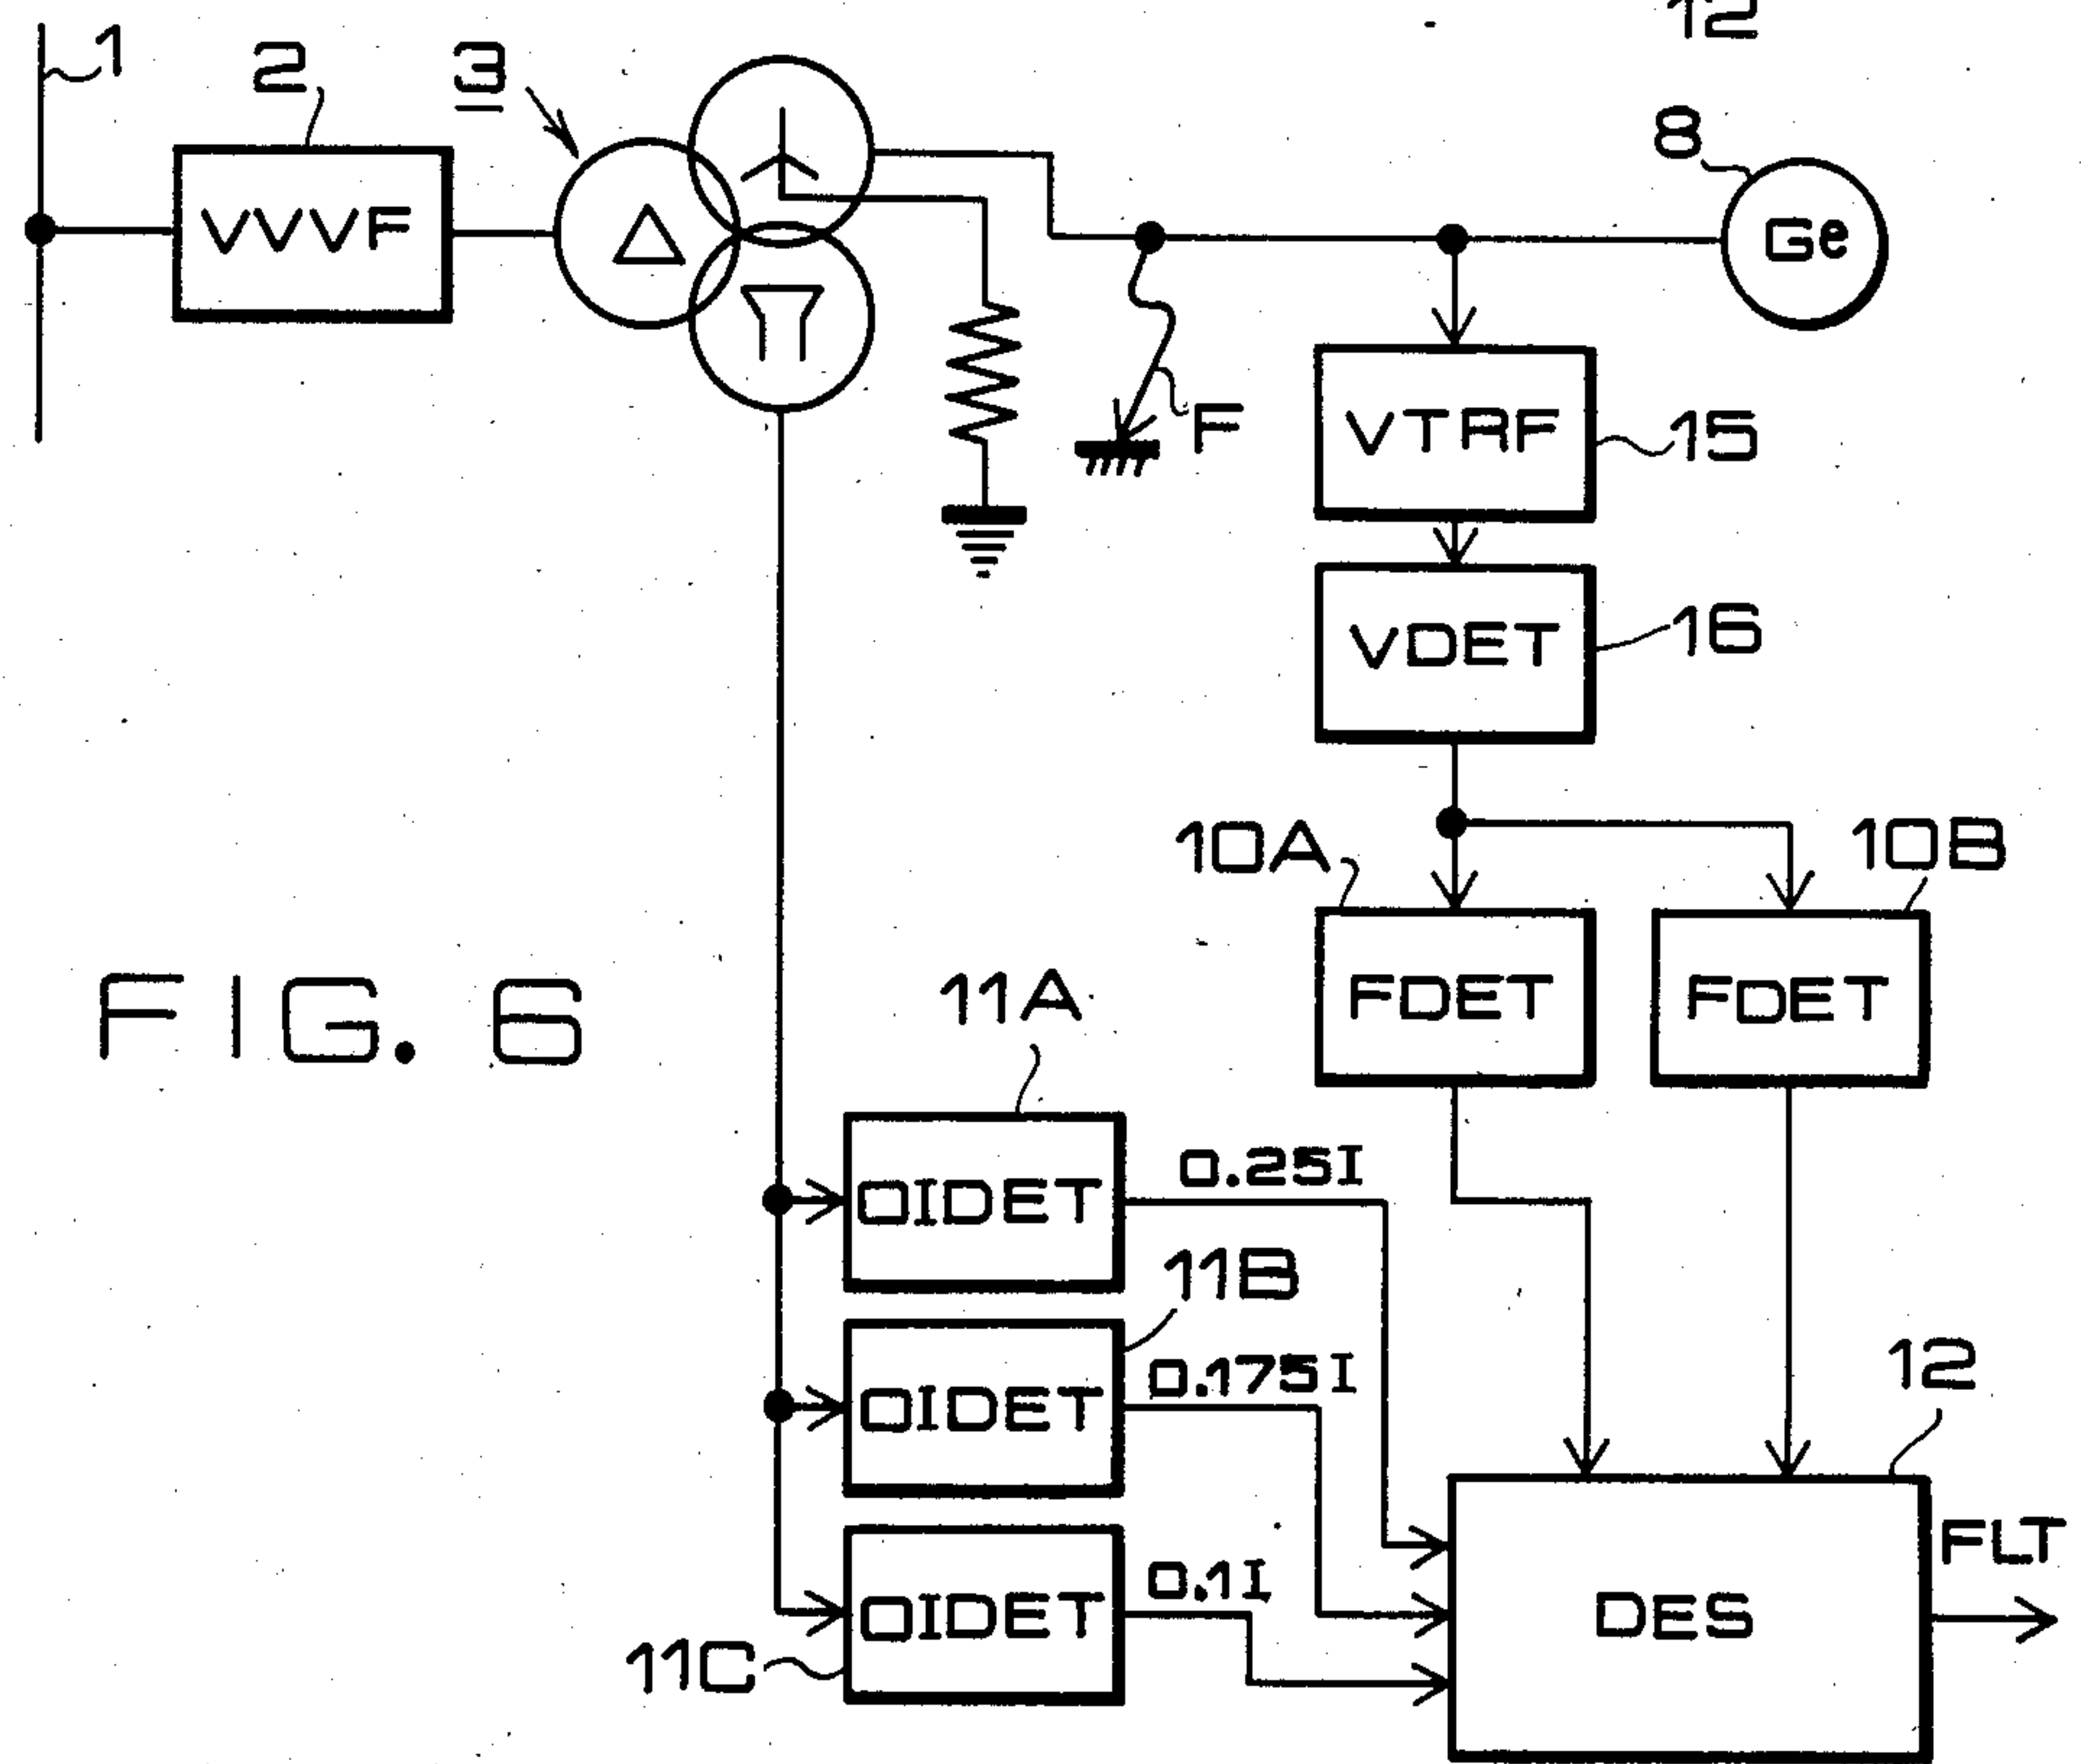 12
1
2
3
8
VVVF
Ge
F
VTRF
15
VDET
16
10A
10B
FDET
FDET
FIG. 6
11A
OIDET
0.25I
11B
OIDET
0.175I
12
11C
OIDET
0.1I
DES
FLT